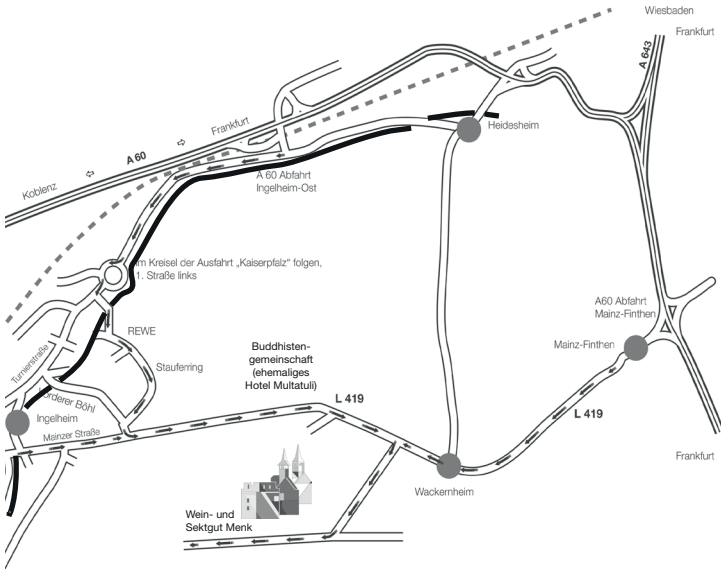 Wiesbaden
Frankfurt
A 643
Frankfurt
A 60
Koblenz
Heidesheim
A 60 Abfahrt
Ingelheim-Ost
Im Kreisel der Ausfahrt „Kaiserpfalz“ folgen,
1. Straße links
A60 Abfahrt
Mainz-Finthen
REWE
Mainz-Finthen
Turnierstraße
Stauferring
Buddhisten-
gemeinschaft
(ehemaliges
Hotel Multatuli)
Vorderer Böhl
L 419
Ingelheim
L 419
Mainzer Straße
Frankfurt
Wackernheim
Wein- und
Sektgut Menk